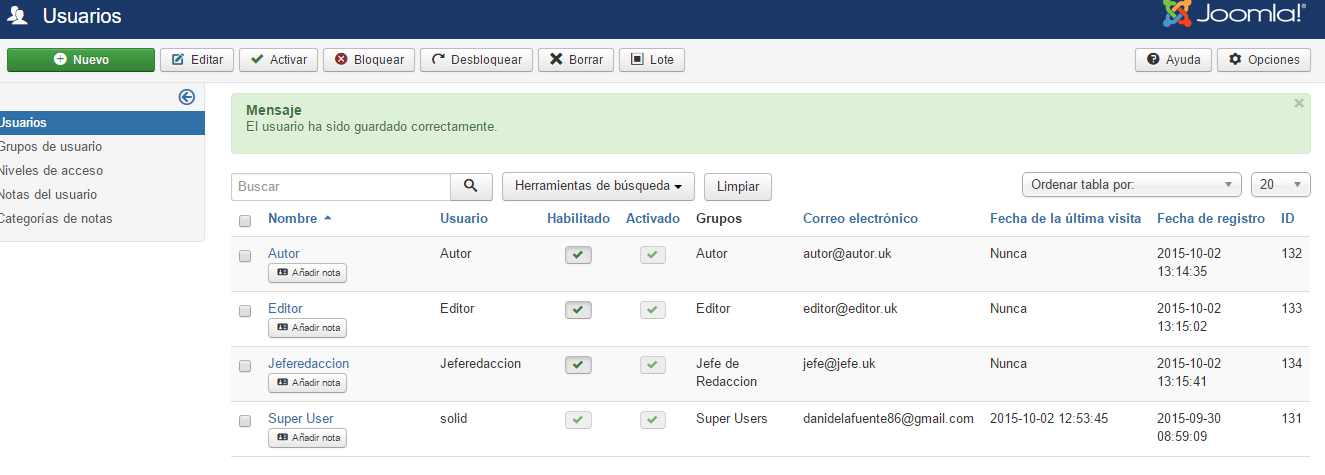 Usuarios
Joomla!®
Nuevo Editar Activar Bloquear Desbloquear Borrar Lote Ayuda Opciones
Usuarios
Grupos de usuario
Niveles de acceso
Notas del usuario
Categorías de notas
Mensaje
El usuario ha sido guardado correctamente.
×
Buscar Herramientas de búsqueda Limpiar Ordenar tabla por: 20
Nombre Usuario Habilitado Activado Grupos Correo electrónico Fecha de la última visita Fecha de registro ID
Autor Autor Autor autor@autor.uk Nunca 2015-10-02 132
Añadir nota 13:14:35
Editor Editor Editor editor@editor.uk Nunca 2015-10-02 133
Añadir nota 13:15:02
Jeferedaccion Jeferedaccion Jefe de jefe@jefe.uk Nunca 2015-10-02 134
Añadir nota Redaccion 13:15:41
Super User solid Super Users danidelafuente86@gmail.com 2015-10-02 12:53:45 2015-09-30 131
Añadir nota 08:59:09